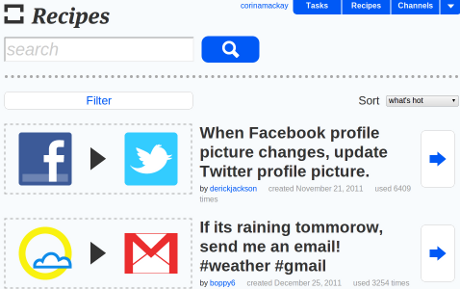 corinamackay Tasks Recipes Channels
Recipes
search
Filter
Sort what's hot
When Facebook profile
picture changes, update
Twitter profile picture.
by derickjackson created November 21, 2011 used 6409
times
If its raining tommorow,
send me an email!
#weather #gmail
by boppy6 created December 25, 2011 used 3254 times